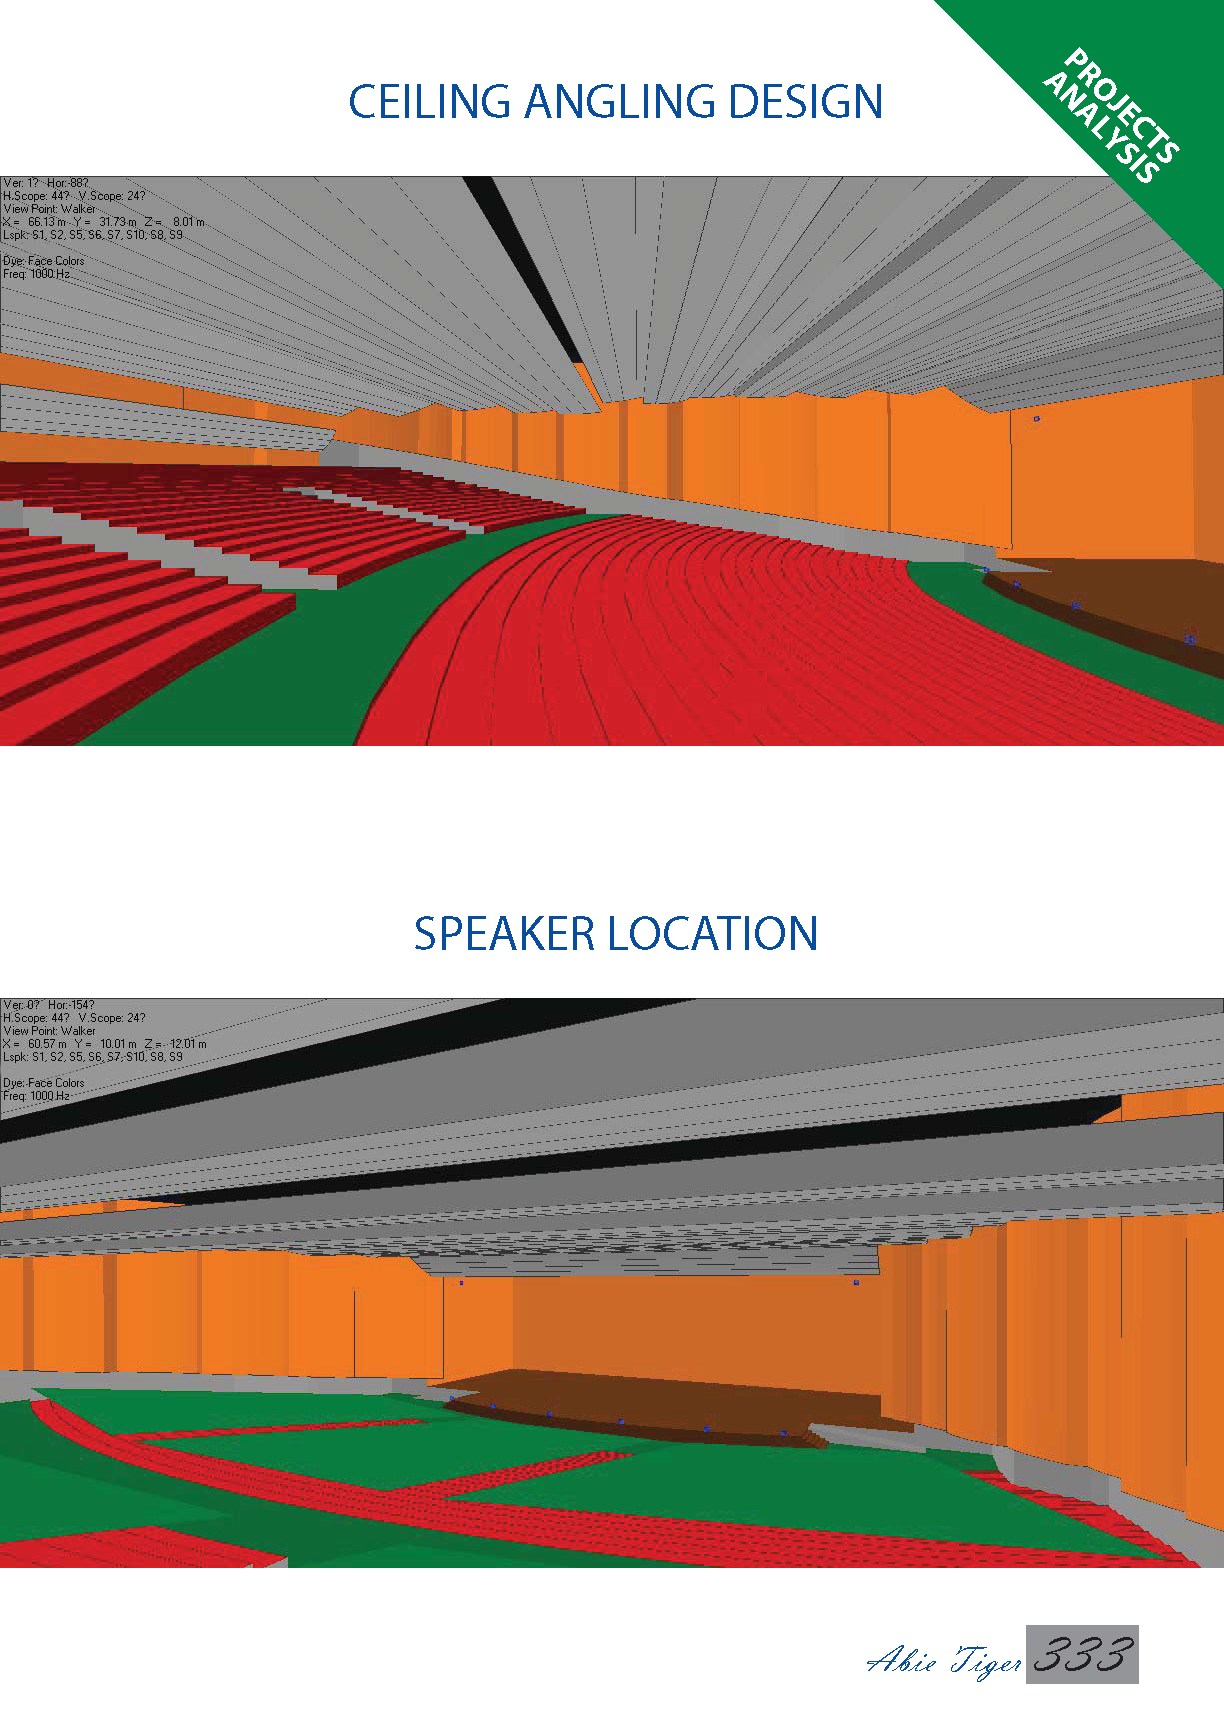 PROJECTS
ANALYSIS
CEILING ANGLING DESIGN
Ver: 1? Hor:-88?
H.Scope: 44? V.Scope: 24?
View Point: Walker
X = 66.13 m Y = 31.73 m Z = 8.01 m
Lspk: S1, S2, S5, S6, S7, S10, S8, S9
Dye: Face Colors
Freq: 1000 Hz
SPEAKER LOCATION
Ver: 0? Hor:-154?
H.Scope: 44? V.Scope: 24?
View Point: Walker
X = 60.57 m Y = 10.01 m Z = 12.01 m
Lspk: S1, S2, S5, S6, S7, S10, S8, S9
Dye: Face Colors
Freq: 1000 Hz
Abie Tiger 333